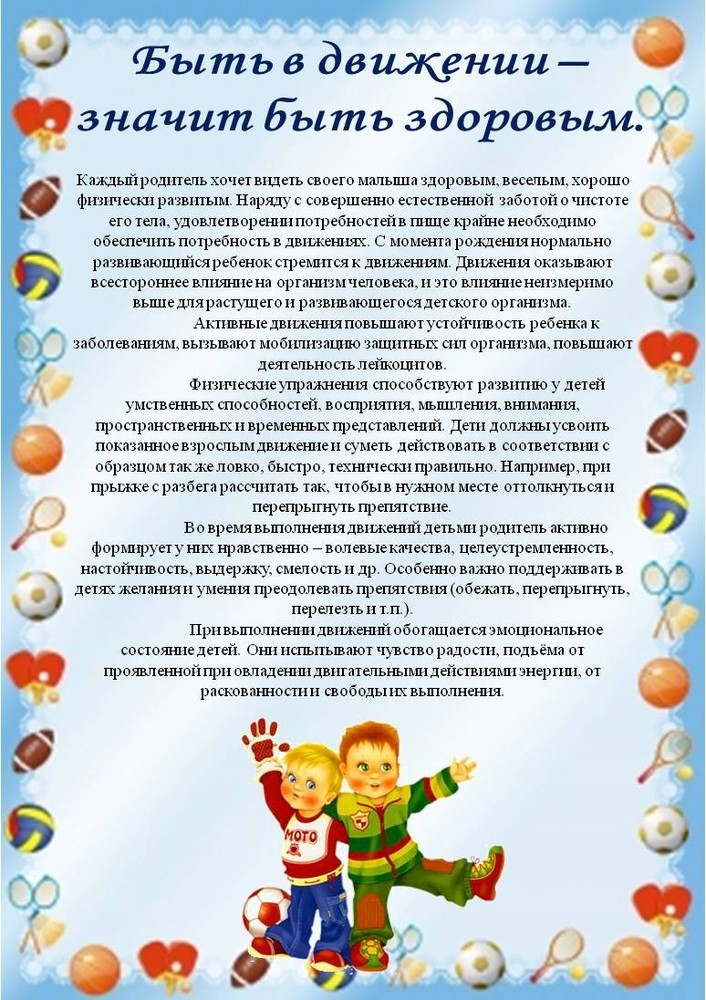 Быть в движении –
значит быть здоровым.
Каждый родитель хочет видеть своего малыша здоровым, веселым, хорошо
физически развитым. Наряду с совершенно естественной заботой о чистоте
его тела, удовлетворении потребностей в пище крайне необходимо
обеспечить потребность в движениях. С момента рождения нормально
развивающийся ребенок стремится к движениям. Движения оказывают
всестороннее влияние на организм человека, и это влияние неизмеримо
выше для растущего и развивающегося детского организма.
Активные движения повышают устойчивость ребенка к
заболеваниям, вызывают мобилизацию защитных сил организма, повышают
деятельность лейкоцитов.
Физические упражнения способствуют развитию у детей
умственных способностей, восприятия, мышления, внимания,
пространственных и временных представлений. Дети должны усвоить
показанное взрослым движение и суметь действовать в соответствии с
образцом так же ловко, быстро, технически правильно. Например, при
прыжке с разбега рассчитать так, чтобы в нужном месте оттолкнуться и
перепрыгнуть препятствие.
Во время выполнения движений детьми родитель активно
формирует у них нравственно – волевые качества, целеустремленность,
настойчивость, выдержку, смелость и др. Особенно важно поддерживать в
детях желания и умения преодолевать препятствия (обежать, перепрыгнуть,
перелезть и т.п.).
При выполнении движений обогащается эмоциональное
состояние детей. Они испытывают чувство радости, подъёма от
проявленной при овладении двигательными действиями энергии, от
раскованности и свободы их выполнения.
МОТО